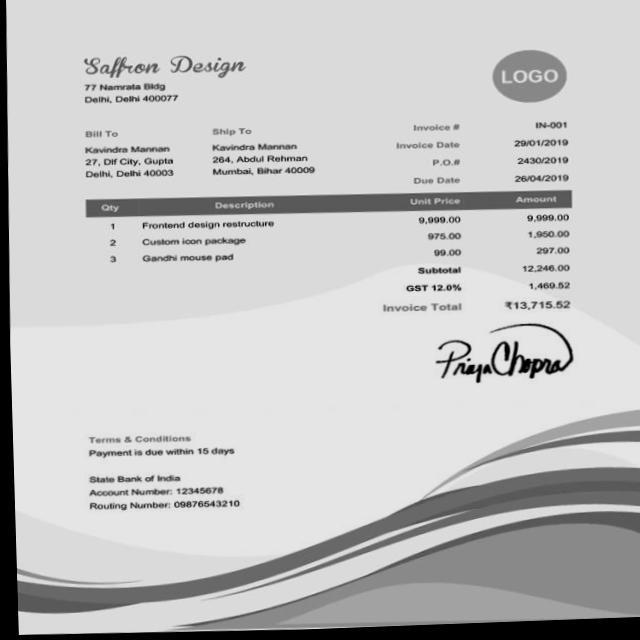 Saffron Design
LOGO
77 Namrata Bldg
Delhi, Delhi 400077
Bill To
Kavindra Mannan
27, Dlf City, Gupta
Delhi, Delhi 40003
Ship To
Kavindra Mannan
264, Abdul Rehman
Mumbai, Bihar 40009
Invoice # IN-001
Invoice Date 29/01/2019
P.O.# 2430/2019
Due Date 26/04/2019
Qty Description Unit Price Amount
1 Frontend design restructure 9,999.00 9,999.00
2 Custom icon package 975.00 1,950.00
3 Gandhi mouse pad 99.00 297.00
Subtotal 12,246.00
GST 12.0% 1,469.52
Invoice Total ₹13,715.52
Priya Chopra
Terms & Conditions
Payment is due within 15 days
State Bank of India
Account Number: 12345678
Routing Number: 09876543210